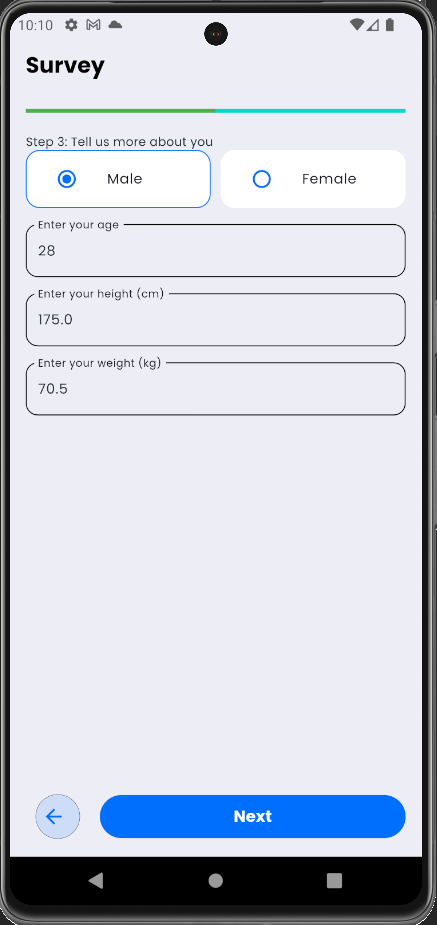 10:10
Survey
Step 3: Tell us more about you
Male Female
Enter your age
28
Enter your height (cm)
175.0
Enter your weight (kg)
70.5
Next